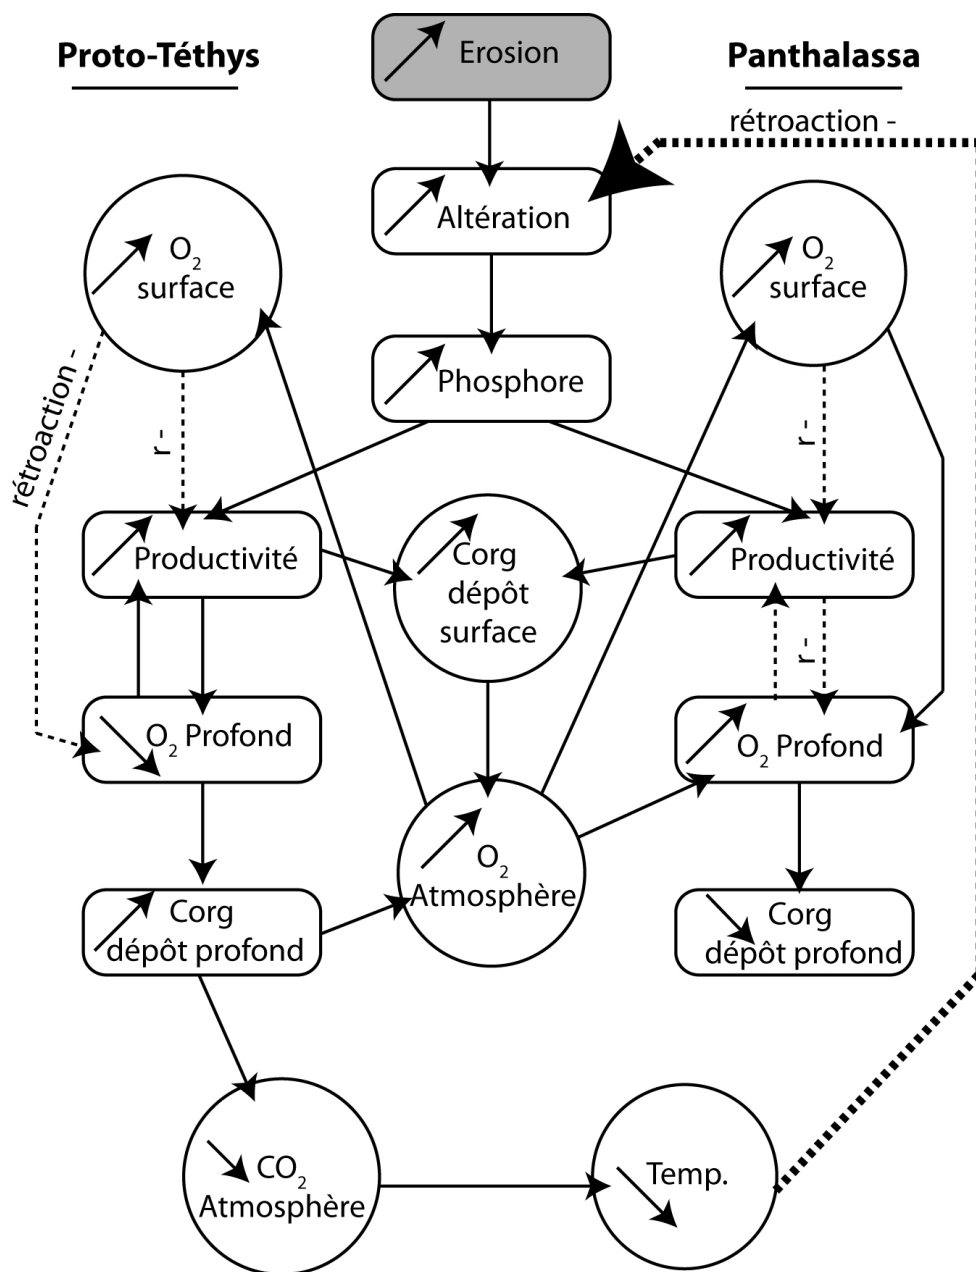 Proto-Téthys
Erosion
Panthalassa
rétroaction -
Altération
O2
surface
O2
surface
Phosphore
rétroaction -
r -
r -
Productivité
Corg
dépôt
surface
Productivité
r -
O2 Profond
O2 Profond
O2
Atmosphère
Corg
dépôt profond
Corg
dépôt profond
CO2
Atmosphère
Temp.